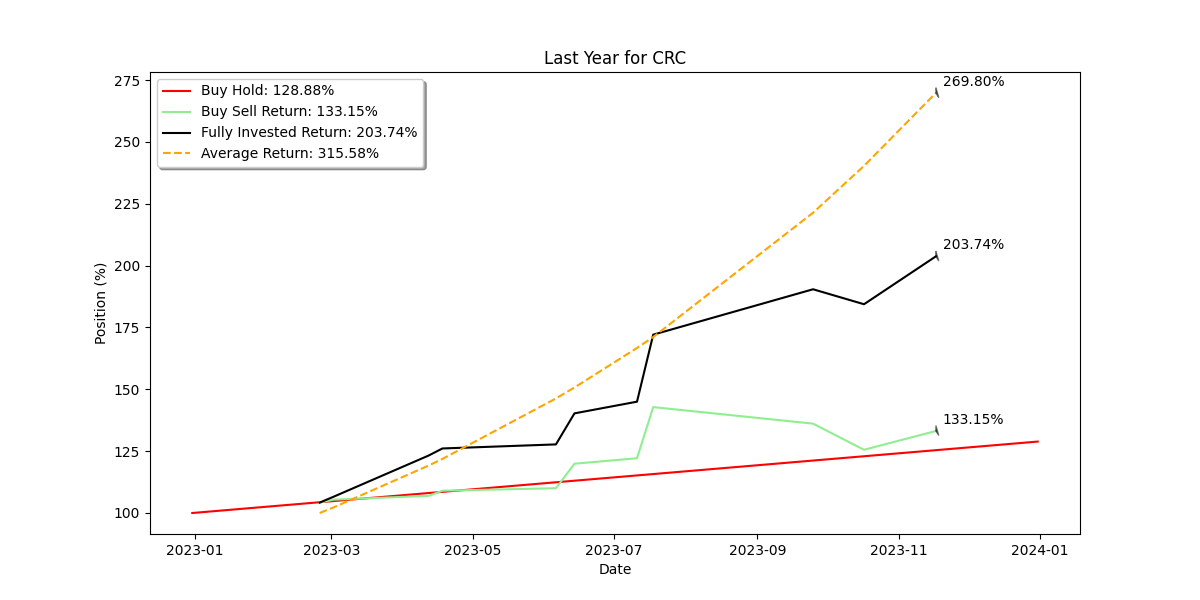 Last Year for CRC
Buy Hold: 128.88%
Buy Sell Return: 133.15%
Fully Invested Return: 203.74%
Average Return: 315.58%
269.80%
203.74%
133.15%
Position (%)
275
250
225
200
175
150
125
100
2023-01
2023-03
2023-05
2023-07
2023-09
2023-11
2024-01
Date